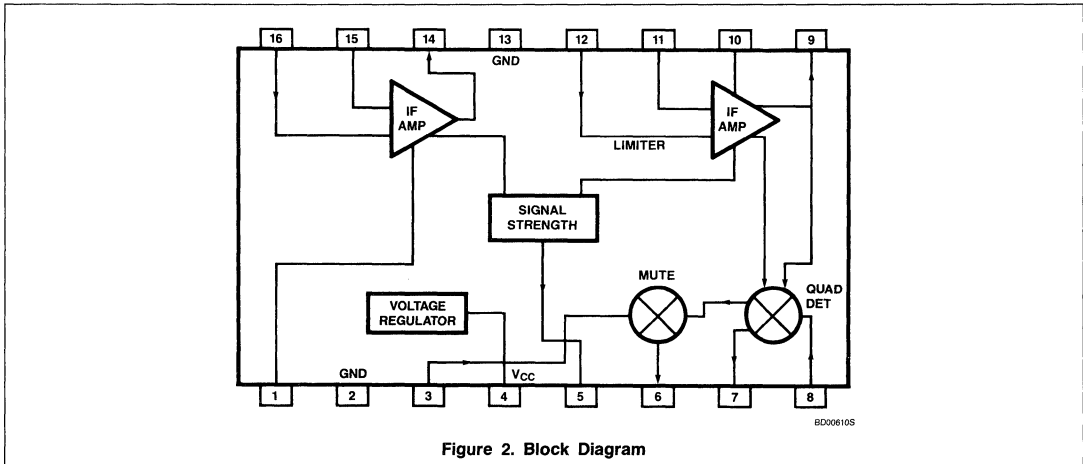 16 15 14 13 12 11 10 9
GND
IF
AMP
IF
AMP
LIMITER
SIGNAL
STRENGTH
MUTE
QUAD
DET
VOLTAGE
REGULATOR
GND
VCC
1 2 3 4 5 6 7 8
BD00610S
Figure 2. Block Diagram